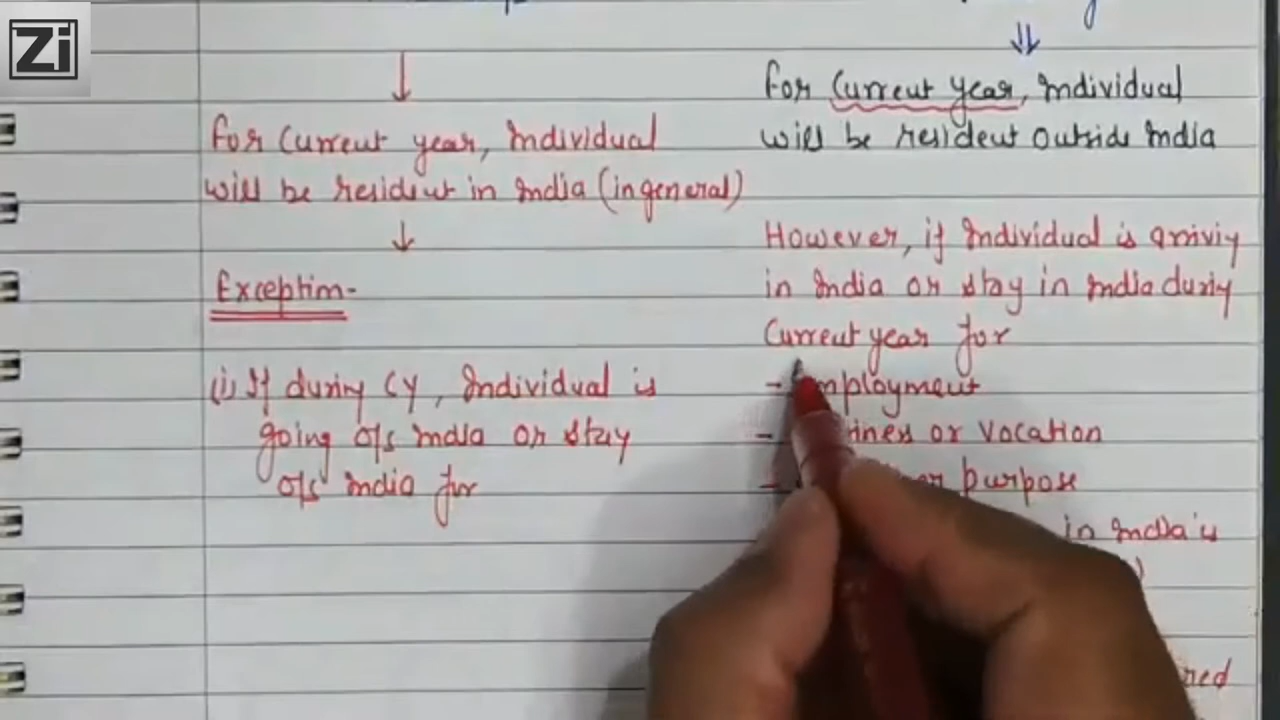 Zi
For Current year, Individual
will be resident in India (in general)
Exception-
(i) If during CY, Individual is
going o/s India or stay
o/s India for
For Current year, Individual
will be resident outside India
However, if Individual is arriving
in India or stay in India during
Current year for
- Employment
- or Vocation
- purpose
in India is